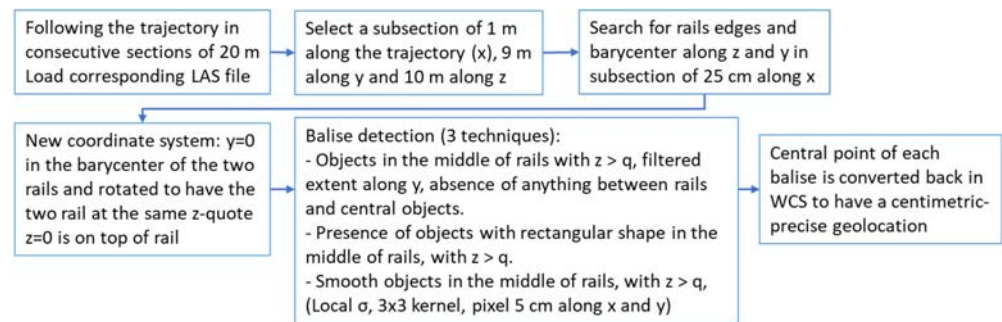 Following the trajectory in
consecutive sections of 20 m
Load corresponding LAS file
Select a subsection of 1 m
along the trajectory (x), 9 m
along y and 10 m along z
Search for rails edges and
barycenter along z and y in
subsection of 25 cm along x
New coordinate system: y=0
in the barycenter of the two
rails and rotated to have the
two rail at the same z-quote
z=0 is on top of rail
Balise detection (3 techniques):
- Objects in the middle of rails with z > q, filtered
extent along y, absence of anything between rails
and central objects.
- Presence of objects with rectangular shape in the
middle of rails, with z > q.
- Smooth objects in the middle of rails, with z > q,
(Local σ, 3x3 kernel, pixel 5 cm along x and y)
Central point of each
balise is converted back in
WCS to have a centimetric-
precise geolocation